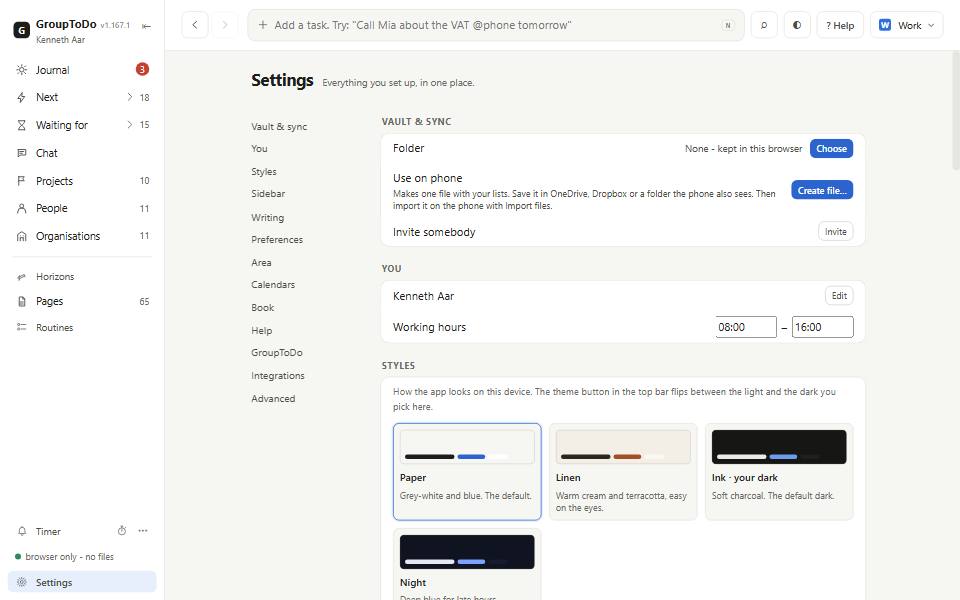 G GroupToDo v1.167.1
Kenneth Aar
Journal 3
Next 18
Waiting for 15
Chat
Projects 10
People 11
Organisations 11
Horizons
Pages 65
Routines
Timer
browser only - no files
Settings
+ Add a task. Try: "Call Mia about the VAT @phone tomorrow" N
? Help
W Work
Settings Everything you set up, in one place.
Vault & sync
You
Styles
Sidebar
Writing
Preferences
Area
Calendars
Book
Help
GroupToDo
Integrations
Advanced
VAULT & SYNC
Folder None - kept in this browser Choose
Use on phone
Makes one file with your lists. Save it in OneDrive, Dropbox or a folder the phone also sees. Then
import it on the phone with Import files.
Create file...
Invite somebody Invite
YOU
Kenneth Aar Edit
Working hours 08:00 – 16:00
STYLES
How the app looks on this device. The theme button in the top bar flips between the light and the dark you
pick here.
Paper
Grey-white and blue. The default.
Linen
Warm cream and terracotta, easy
on the eyes.
Ink · your dark
Soft charcoal. The default dark.
Night
Deep blue for late hours.